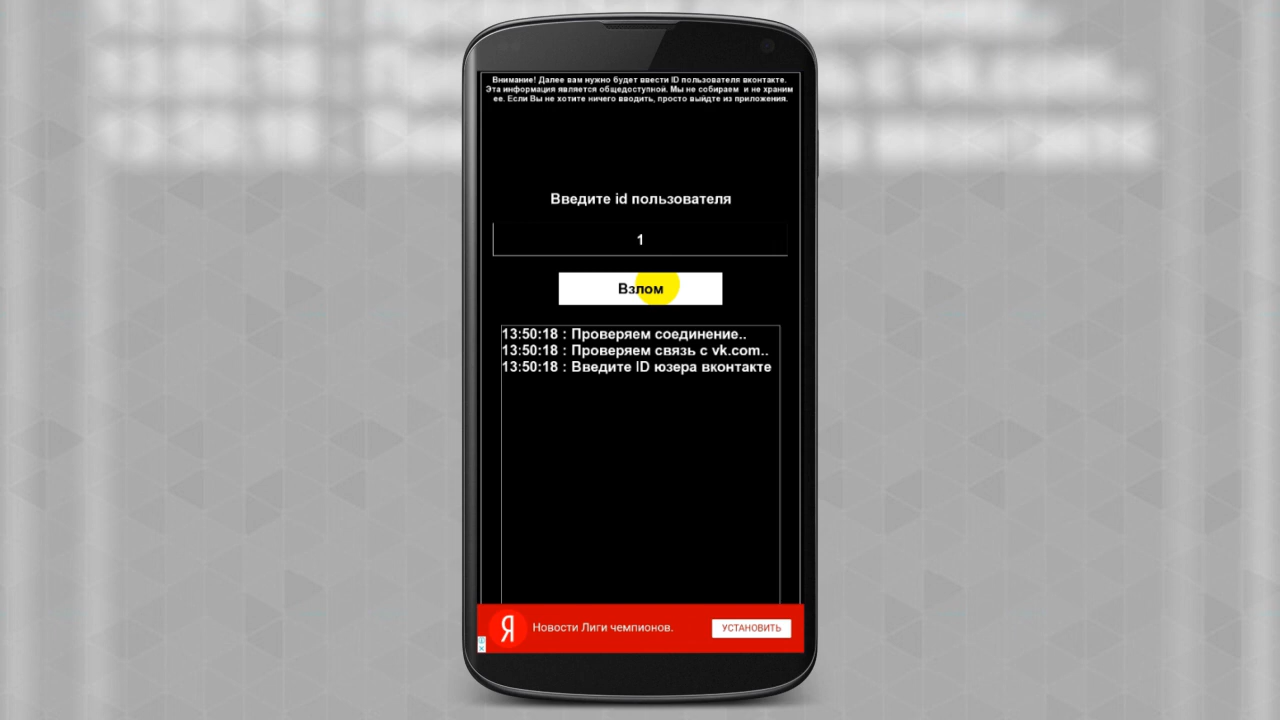 Внимание! Далее вам нужно будет ввести ID пользователя вконтакте.
Эта информация является общедоступной. Мы не собираем и не храним
ее. Если Вы не хотите ничего вводить, просто выйдте из приложения.
Введите id пользователя
1
Взлом
13:50:18 : Проверяем соединение..
13:50:18 : Проверяем связь с vk.com..
13:50:18 : Введите ID юзера вконтакте
Я
Новости Лиги чемпионов.
УСТАНОВИТЬ